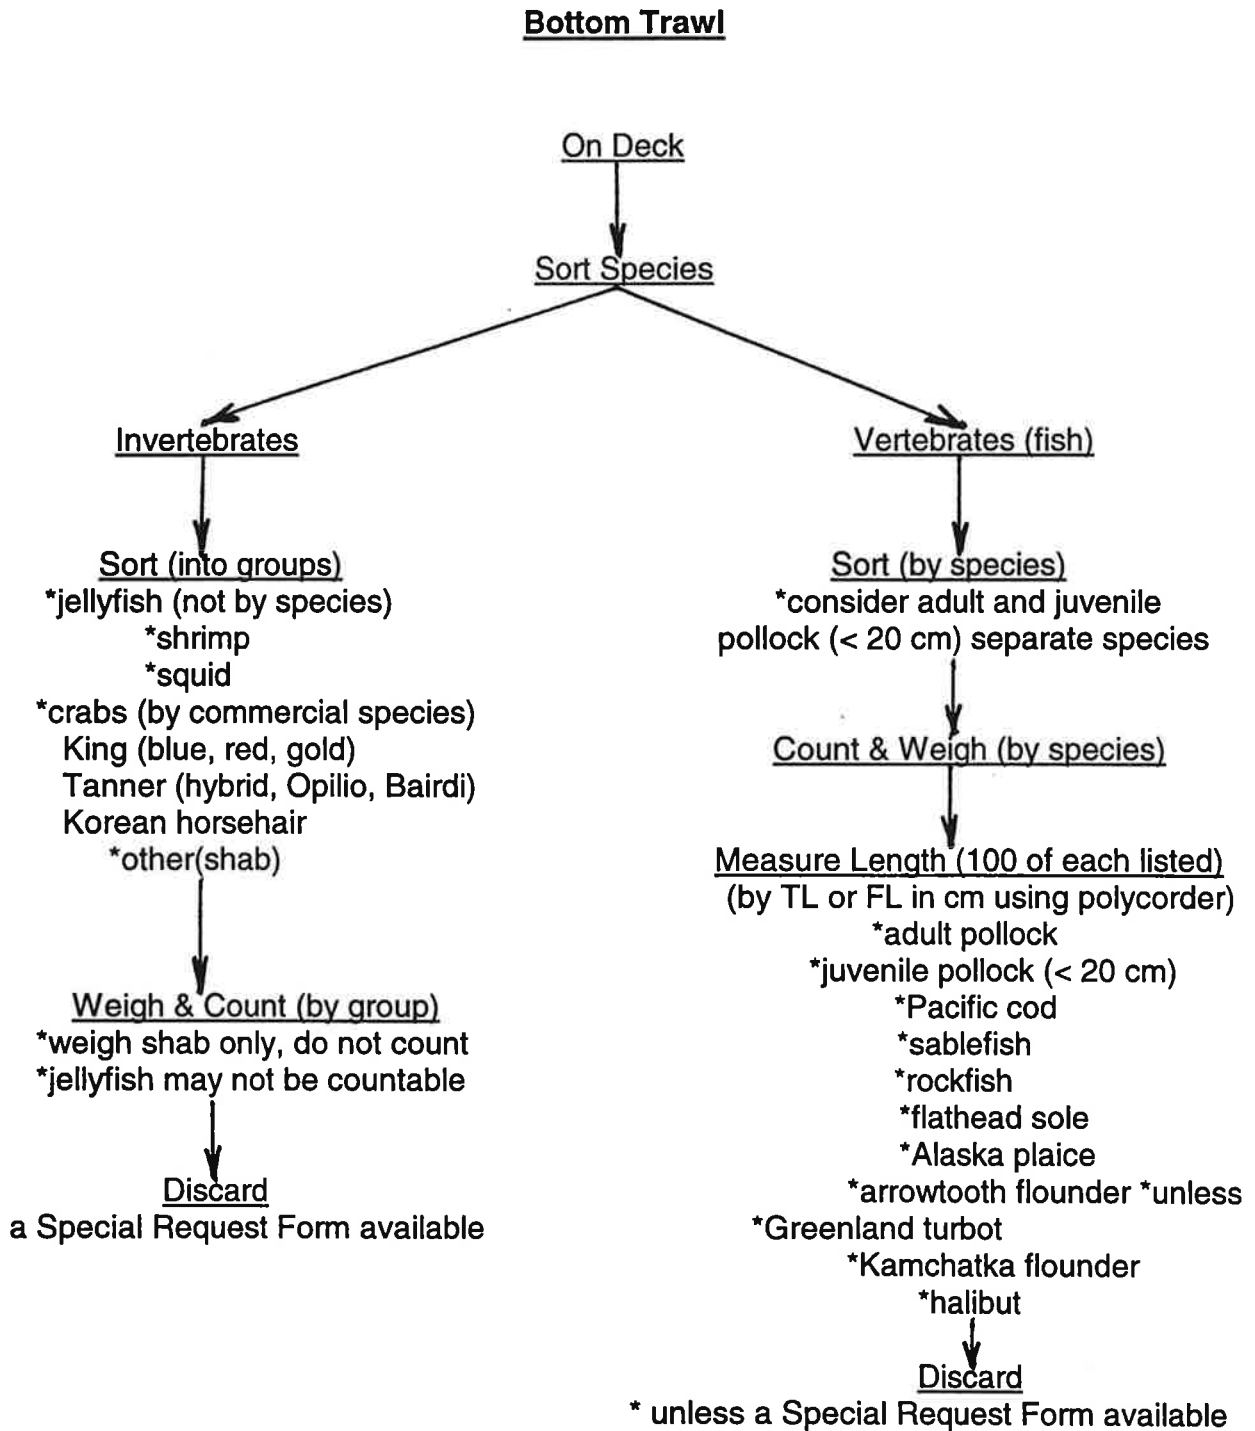 Bottom Trawl
On Deck
Sort Species
Invertebrates
Sort (into groups)
*jellyfish (not by species)
*shrimp
*squid
*crabs (by commercial species)
King (blue, red, gold)
Tanner (hybrid, Opilio, Bairdi)
Korean horsehair
*other(shab)
Weigh & Count (by group)
*weigh shab only, do not count
*jellyfish may not be countable
Discard
a Special Request Form available
Vertebrates (fish)
Sort (by species)
*consider adult and juvenile
pollock (< 20 cm) separate species
Count & Weigh (by species)
Measure Length (100 of each listed)
(by TL or FL in cm using polycorder)
*adult pollock
*juvenile pollock (< 20 cm)
*Pacific cod
*sablefish
*rockfish
*flathead sole
*Alaska plaice
*arrowtooth flounder *unless
*Greenland turbot
*Kamchatka flounder
*halibut
Discard
* unless a Special Request Form available